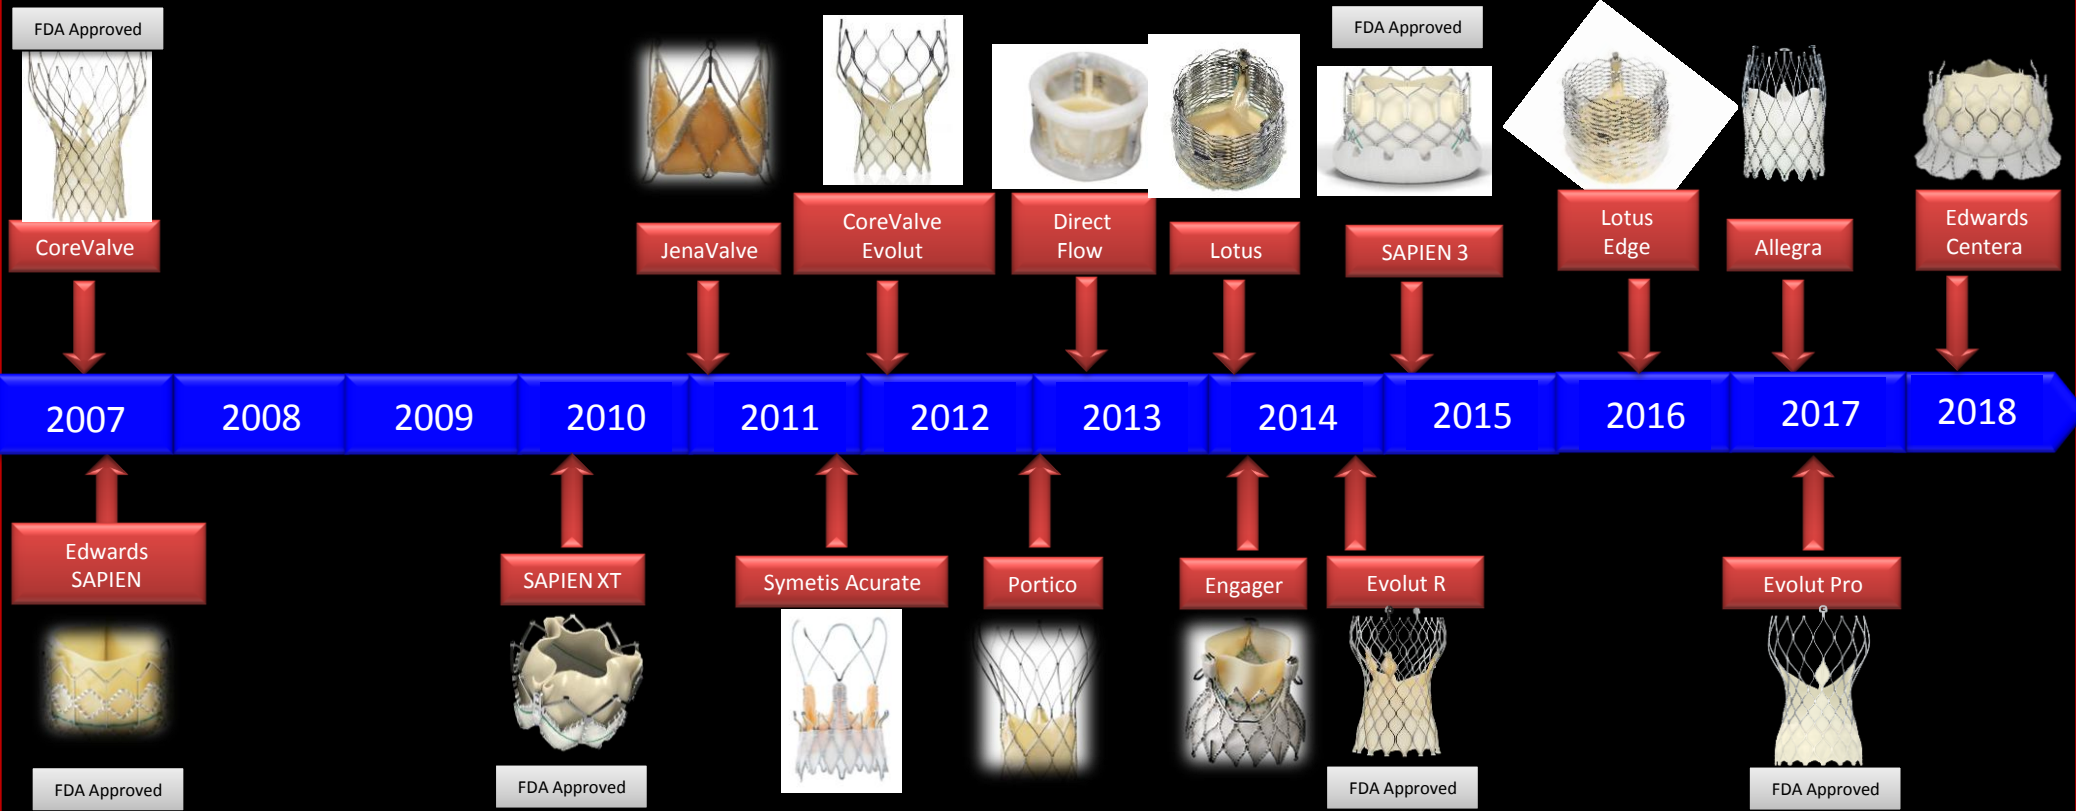 FDA Approved
FDA Approved
CoreValve
JenaValve
CoreValve
Evolut
Direct
Flow
Lotus
SAPIEN 3
Lotus
Edge
Allegra
Edwards
Centera
2007
2008
2009
2010
2011
2012
2013
2014
2015
2016
2017
2018
Edwards
SAPIEN
SAPIEN XT
Symetis Acurate
Portico
Engager
Evolut R
Evolut Pro
FDA Approved
FDA Approved
FDA Approved
FDA Approved